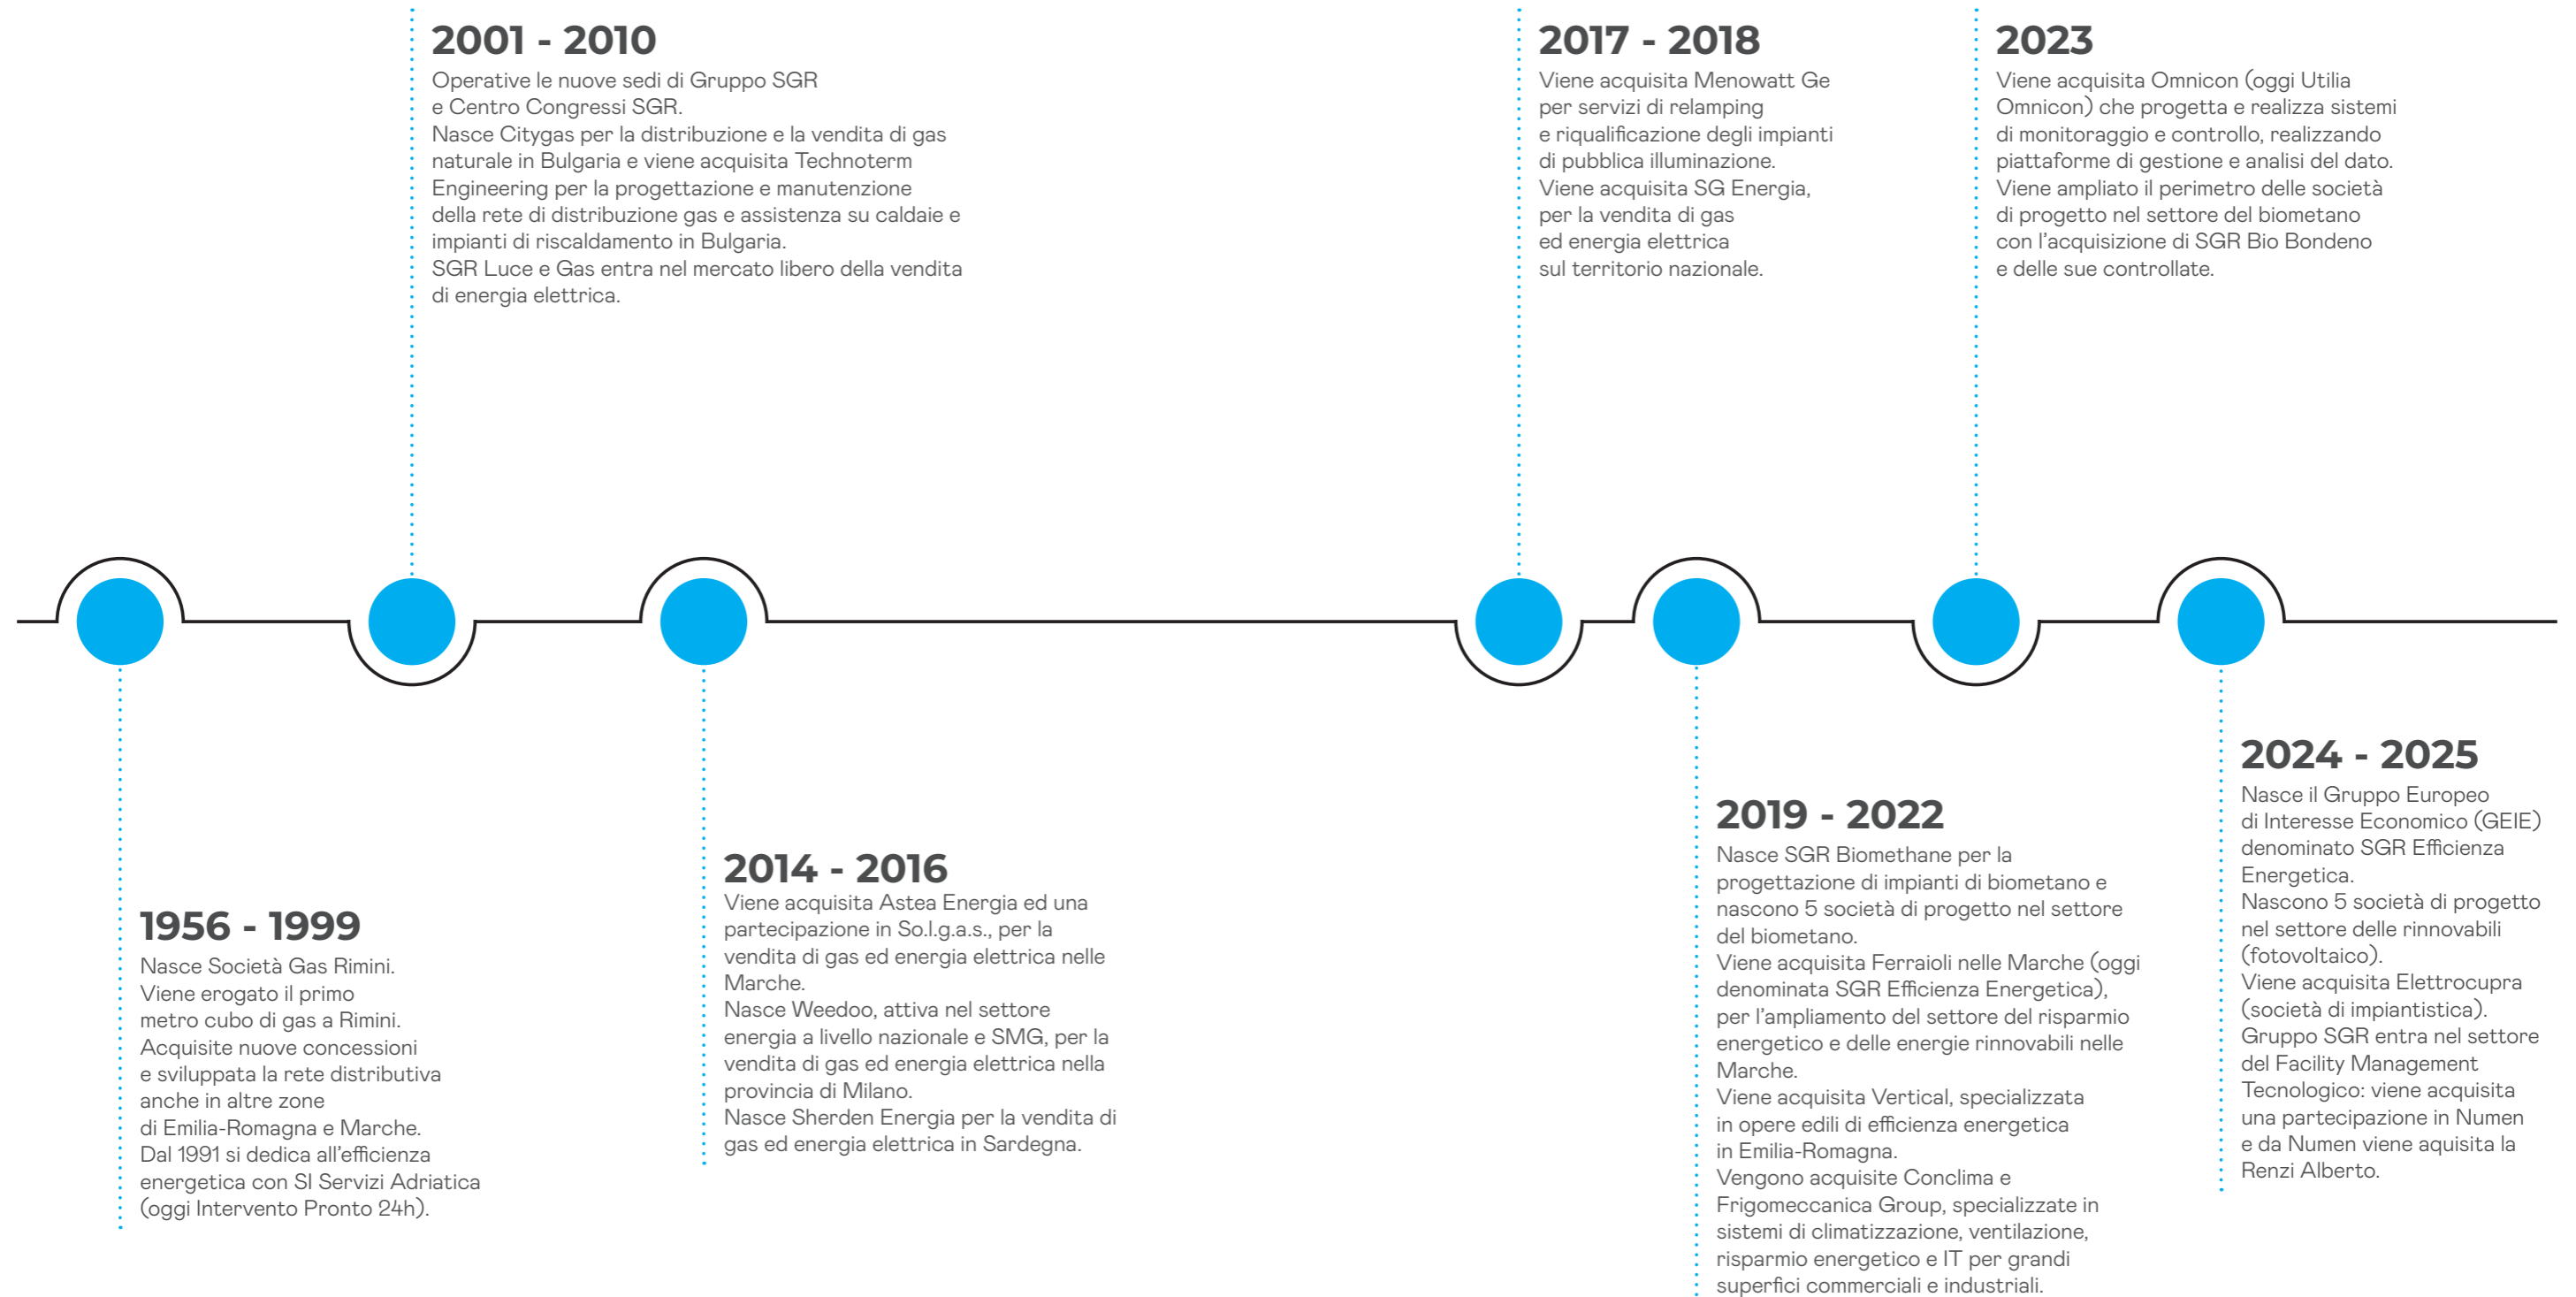 2001 - 2010
Operative le nuove sedi di Gruppo SGR
e Centro Congressi SGR.
Nasce Citygas per la distribuzione e la vendita di gas
naturale in Bulgaria e viene acquisita Technoterm
Engineering per la progettazione e manutenzione
della rete di distribuzione gas e assistenza su caldaie e
impianti di riscaldamento in Bulgaria.
SGR Luce e Gas entra nel mercato libero della vendita
di energia elettrica.
2017 - 2018
Viene acquisita Menowatt Ge
per servizi di relamping
e riqualificazione degli impianti
di pubblica illuminazione.
Viene acquisita SG Energia,
per la vendita di gas
ed energia elettrica
sul territorio nazionale.
2023
Viene acquisita Omnicon (oggi Utilia
Omnicon) che progetta e realizza sistemi
di monitoraggio e controllo, realizzando
piattaforme di gestione e analisi del dato.
Viene ampliato il perimetro delle società
di progetto nel settore del biometano
con l'acquisizione di SGR Bio Bondeno
e delle sue controllate.
1956 - 1999
Nasce Società Gas Rimini.
Viene erogato il primo
metro cubo di gas a Rimini.
Acquisite nuove concessioni
e sviluppata la rete distributiva
anche in altre zone
di Emilia-Romagna e Marche.
Dal 1991 si dedica all'efficienza
energetica con SI Servizi Adriatica
(oggi Intervento Pronto 24h).
2014 - 2016
Viene acquisita Astea Energia ed una
partecipazione in So.l.g.a.s., per la
vendita di gas ed energia elettrica nelle
Marche.
Nasce Weedoo, attiva nel settore
energia a livello nazionale e SMG, per la
vendita di gas ed energia elettrica nella
provincia di Milano.
Nasce Sherden Energia per la vendita di
gas ed energia elettrica in Sardegna.
2019 - 2022
Nasce SGR Biomethane per la
progettazione di impianti di biometano e
nascono 5 società di progetto nel settore
del biometano.
Viene acquisita Ferraioli nelle Marche (oggi
denominata SGR Efficienza Energetica),
per l'ampliamento del settore del risparmio
energetico e delle energie rinnovabili nelle
Marche.
Viene acquisita Vertical, specializzata
in opere edili di efficienza energetica
in Emilia-Romagna.
Vengono acquisite Conclima e
Frigomeccanica Group, specializzate in
sistemi di climatizzazione, ventilazione,
risparmio energetico e IT per grandi
superfici commerciali e industriali.
2024 - 2025
Nasce il Gruppo Europeo
di Interesse Economico (GEIE)
denominato SGR Efficienza
Energetica.
Nascono 5 società di progetto
nel settore delle rinnovabili
(fotovoltaico).
Viene acquisita Elettrocupra
(società di impiantistica).
Gruppo SGR entra nel settore
del Facility Management
Tecnologico: viene acquisita
una partecipazione in Numen
e da Numen viene aquisita la
Renzi Alberto.